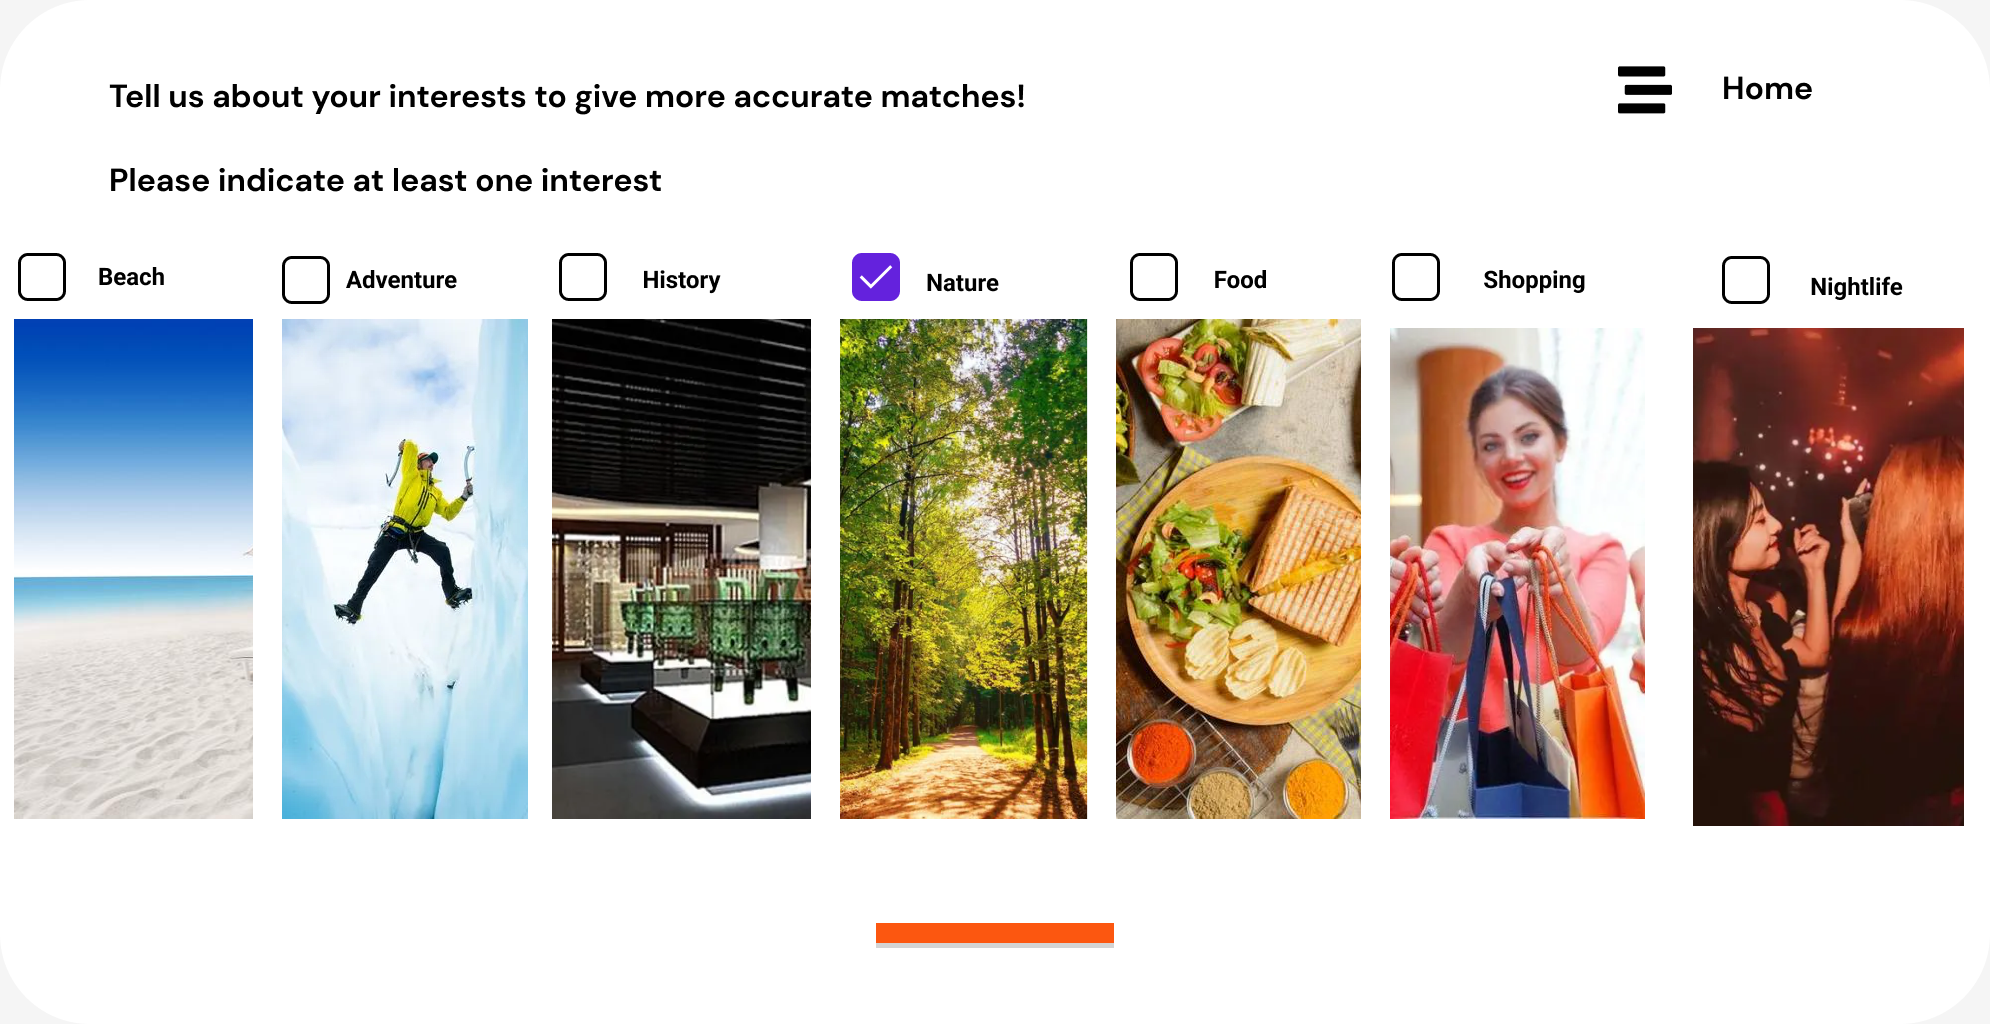 Tell us about your interests to give more accurate matches!
Home
Please indicate at least one interest
Beach
Adventure
History
Nature
Food
Shopping
Nightlife